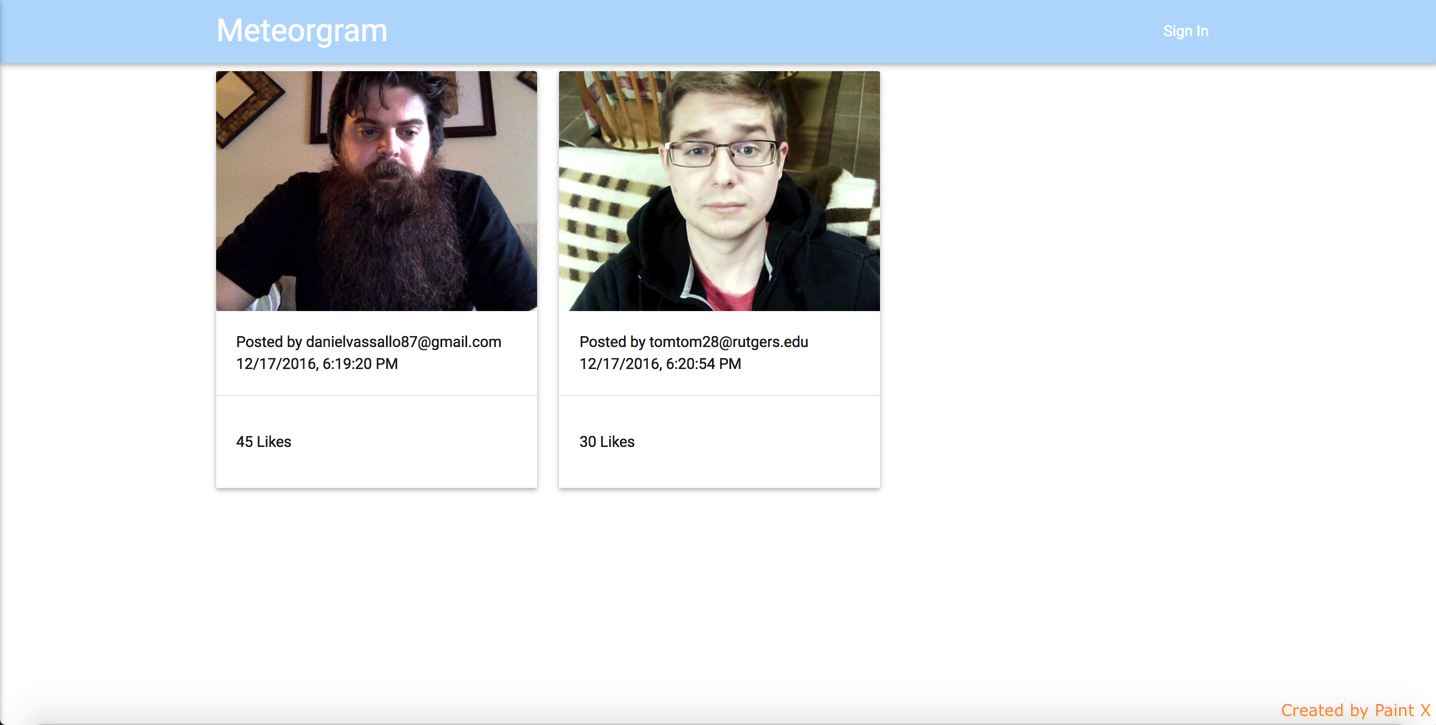 Meteorgram
Sign In
Posted by danielvassallo87@gmail.com
12/17/2016, 6:19:20 PM
45 Likes
Posted by tomtom28@rutgers.edu
12/17/2016, 6:20:54 PM
30 Likes
Created by Paint X